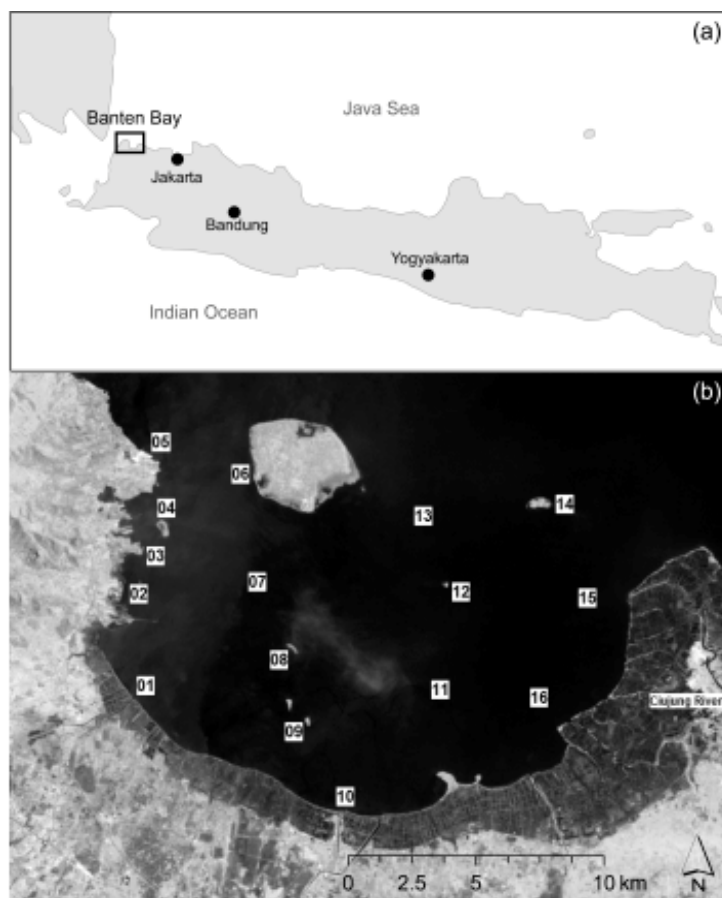 (a)
Java Sea
Banten Bay
Jakarta
Bandung
Yogyakarta
Indian Ocean
(b)
05
06
04
14
13
03
07
12
02
15
08
01
11
16
Ciujung River
09
10
0 2.5 5 10 km
N